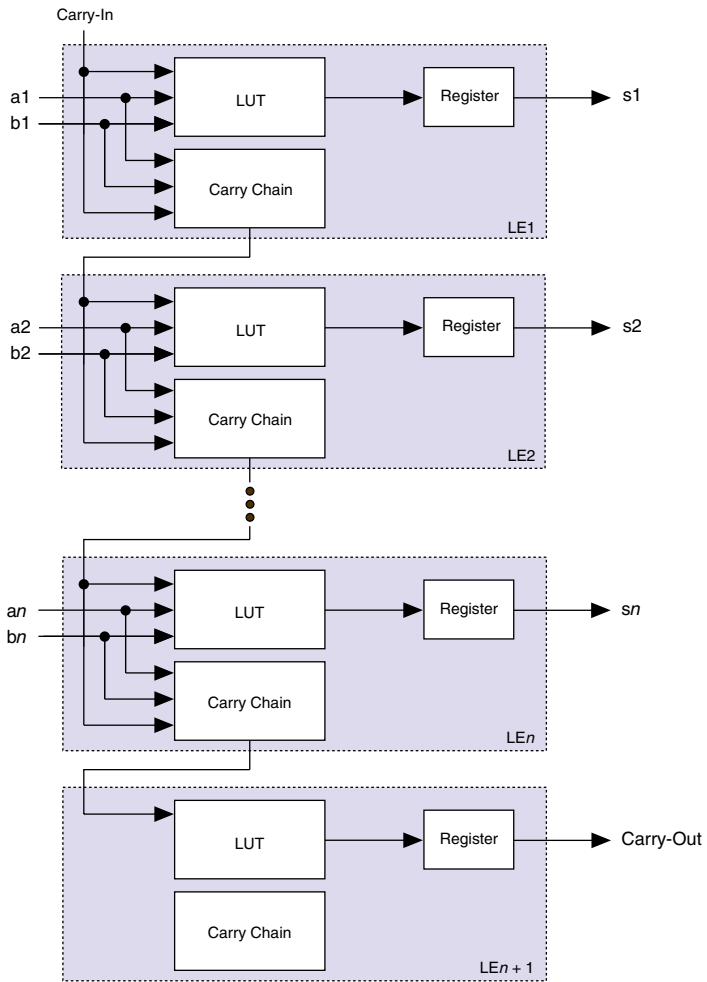 Carry-In
a1
b1
LUT
Register
s1
Carry Chain
LE1
a2
b2
LUT
Register
s2
Carry Chain
LE2
an
bn
LUT
Register
sn
Carry Chain
LEn
LUT
Register
Carry-Out
Carry Chain
LEn + 1